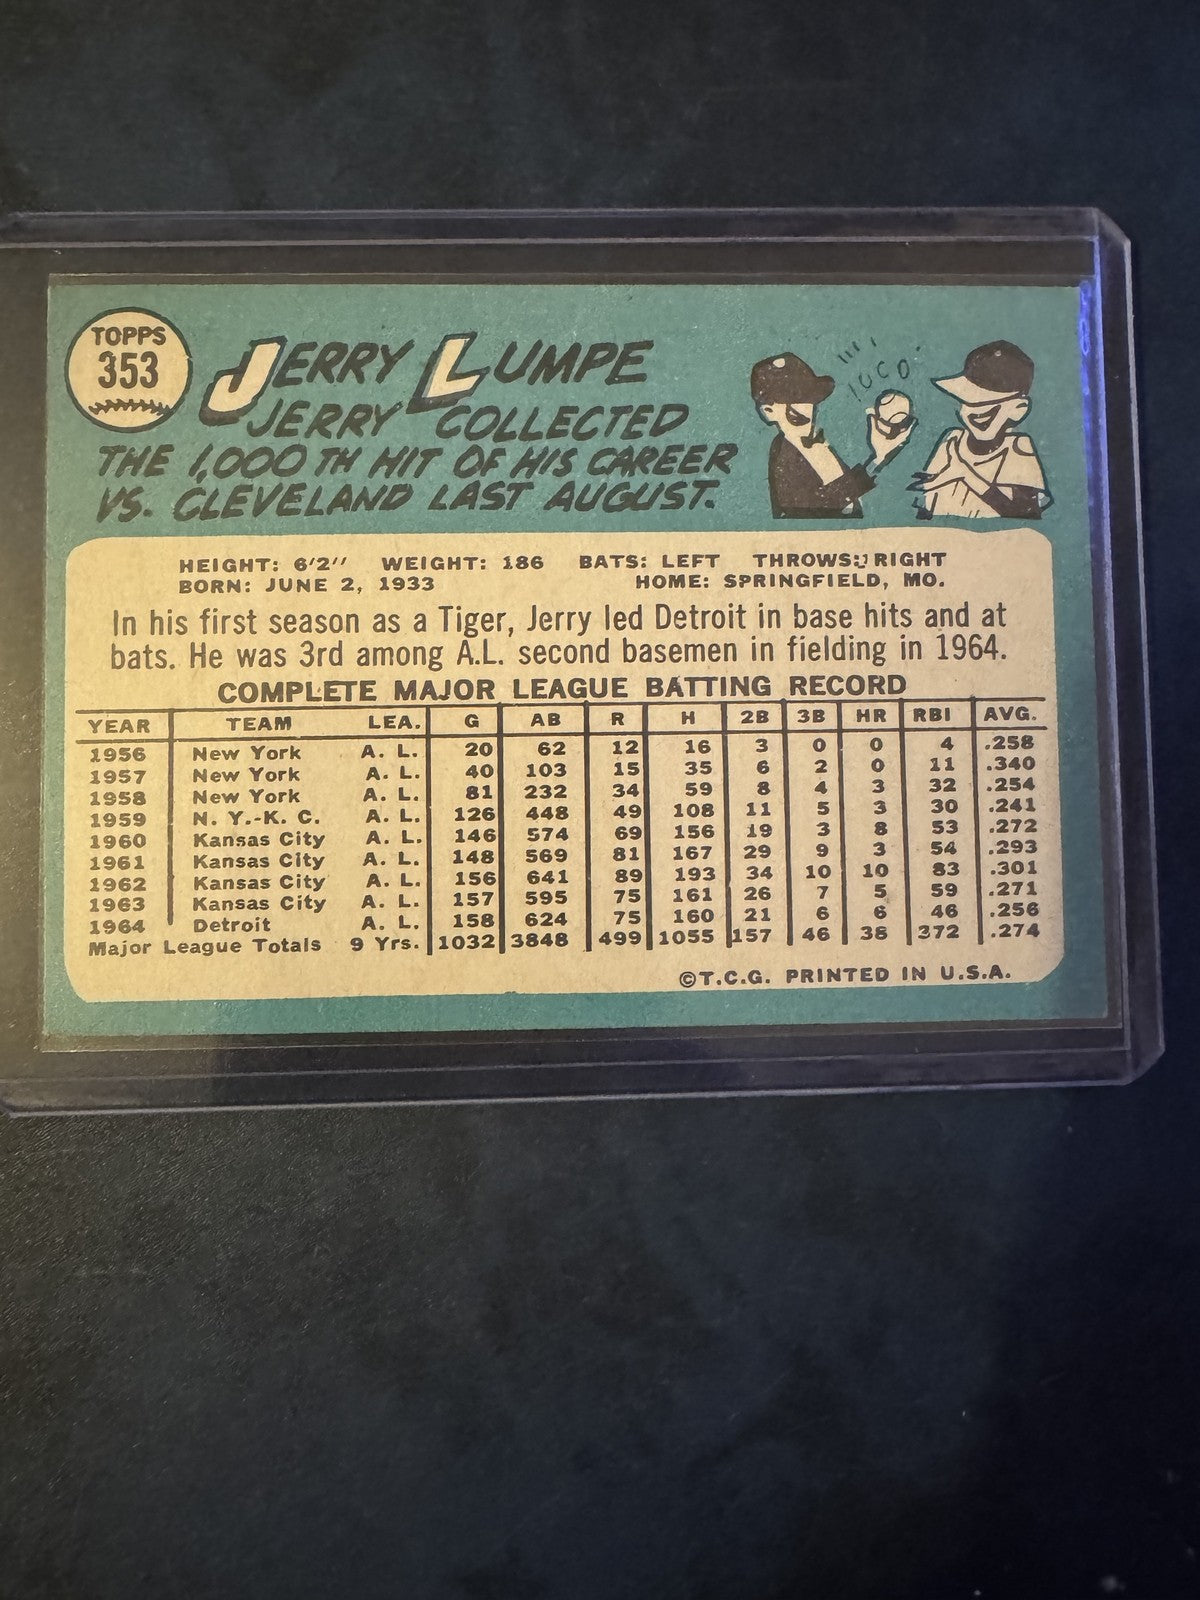 TOPPS
353
JERRY LUMPE
JERRY COLLECTED
THE 1,000TH HIT OF HIS CAREER
VS. CLEVELAND LAST AUGUST.
HEIGHT: 6'2" WEIGHT: 186 BATS: LEFT THROWS: RIGHT
BORN: JUNE 2, 1933 HOME: SPRINGFIELD, MO.
In his first season as a Tiger, Jerry led Detroit in base hits and at
bats. He was 3rd among A.L. second basemen in fielding in 1964.
COMPLETE MAJOR LEAGUE BATTING RECORD
YEAR TEAM LEA. G AB R H 2B 3B HR RBI AVG.
1956 New York A. L. 20 62 12 16 3 0 0 4 .258
1957 New York A. L. 40 103 15 35 6 2 0 11 .340
1958 New York A. L. 81 232 34 59 8 4 3 32 .254
1959 N. Y.-K. C. A. L. 126 448 49 108 11 5 3 30 .241
1960 Kansas City A. L. 146 574 69 156 19 3 8 53 .272
1961 Kansas City A. L. 148 569 81 167 29 9 3 54 .293
1962 Kansas City A. L. 156 641 89 193 34 10 10 83 .301
1963 Kansas City A. L. 157 595 75 161 26 7 5 59 .271
1964 Detroit A. L. 158 624 75 160 21 6 6 46 .256
Major League Totals 9 Yrs. 1032 3848 499 1055 157 46 38 372 .274
©T.C.G. PRINTED IN U.S.A.